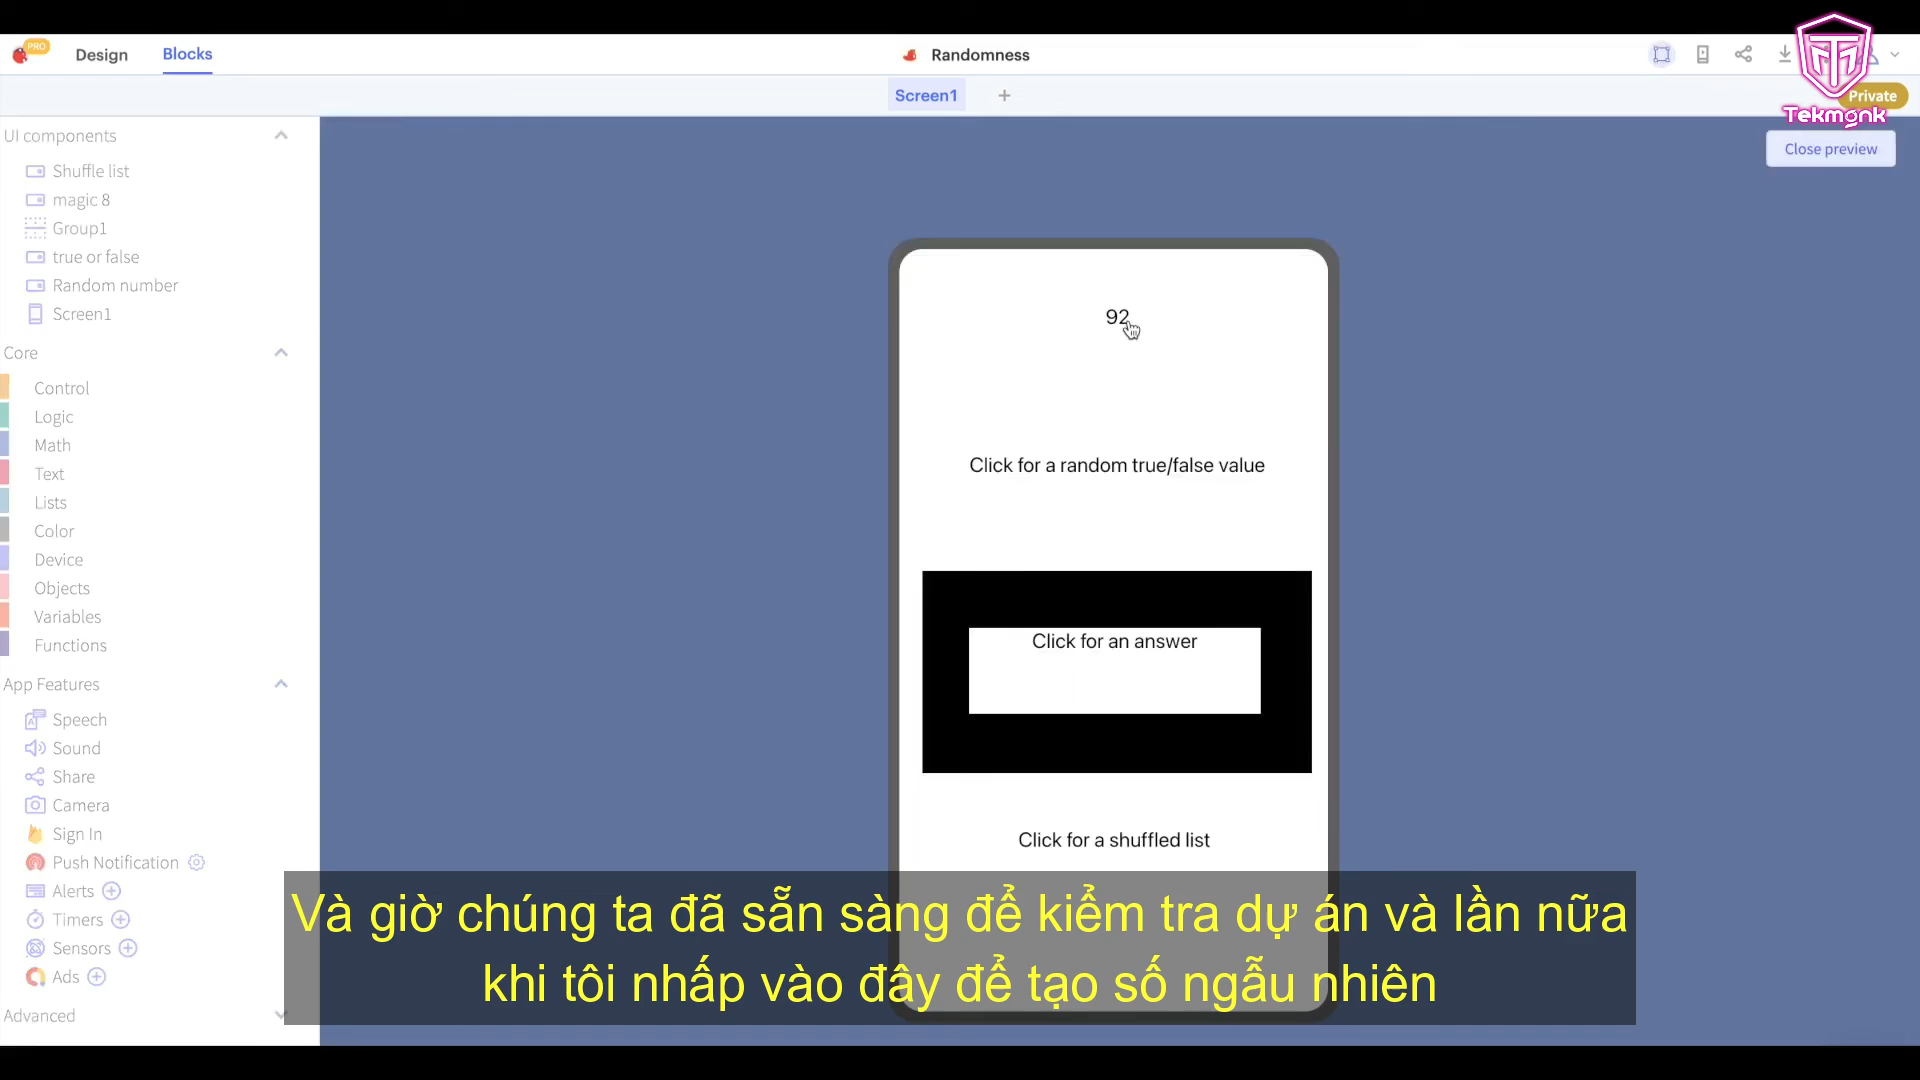 PRO
Design
Blocks
Randomness
Screen1
+
Tekmonk
Private
Close preview
UI components
Shuffle list
magic 8
Group1
true or false
Random number
Screen1
Core
Control
Logic
Math
Text
Lists
Color
Device
Objects
Variables
Functions
App Features
Speech
Sound
Share
Camera
Sign In
Push Notification
Alerts
Timers
Sensors
Ads
Advanced
92
Click for a random true/false value
Click for an answer
Click for a shuffled list
Và giờ chúng ta đã sẵn sàng để kiểm tra dự án và lần nữa
khi tôi nhấp vào đây để tạo số ngẫu nhiên